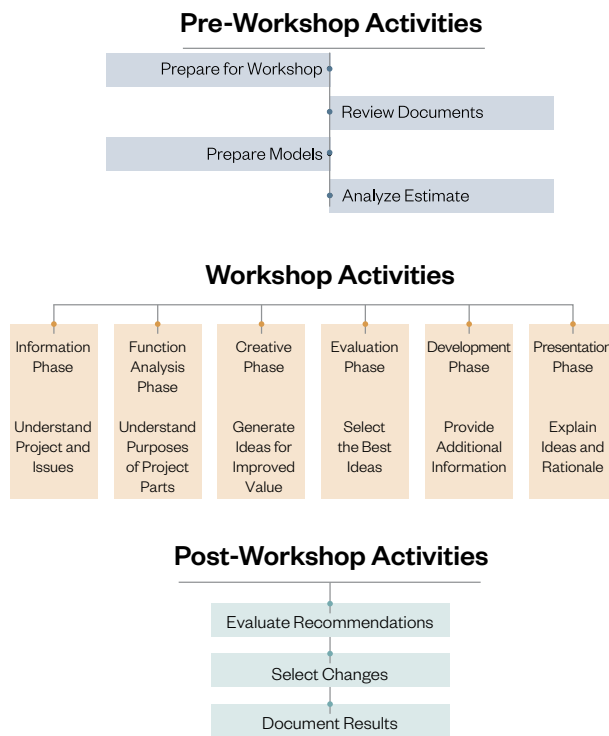 Pre-Workshop Activities
Prepare for Workshop
Review Documents
Prepare Models
Analyze Estimate
Workshop Activities
Information
Phase
Understand
Project and
Issues
Function
Analysis
Phase
Understand
Purposes
of Project
Parts
Creative
Phase
Generate
Ideas for
Improved
Value
Evaluation
Phase
Select
the Best
Ideas
Development
Phase
Provide
Additional
Information
Presentation
Phase
Explain
Ideas and
Rationale
Post-Workshop Activities
Evaluate Recommendations
Select Changes
Document Results